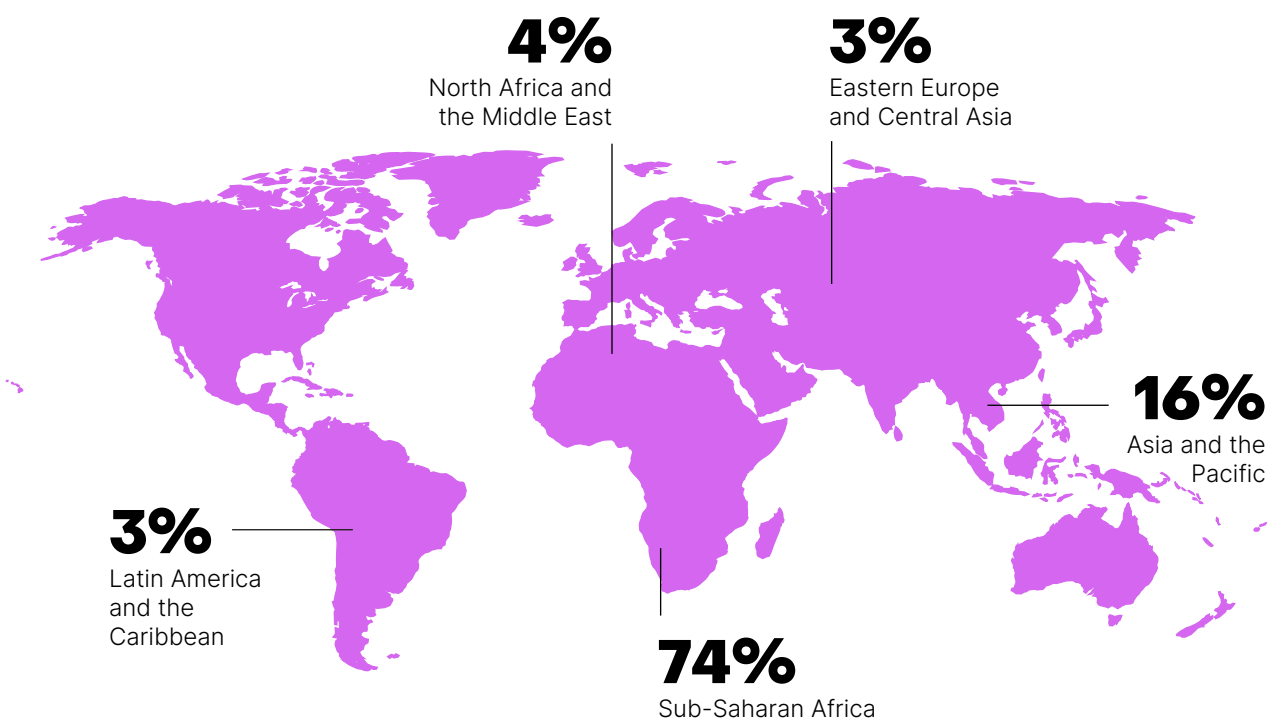 4%
North Africa and
the Middle East
3%
Eastern Europe
and Central Asia
16%
Asia and the
Pacific
3%
Latin America
and the
Caribbean
74%
Sub-Saharan Africa